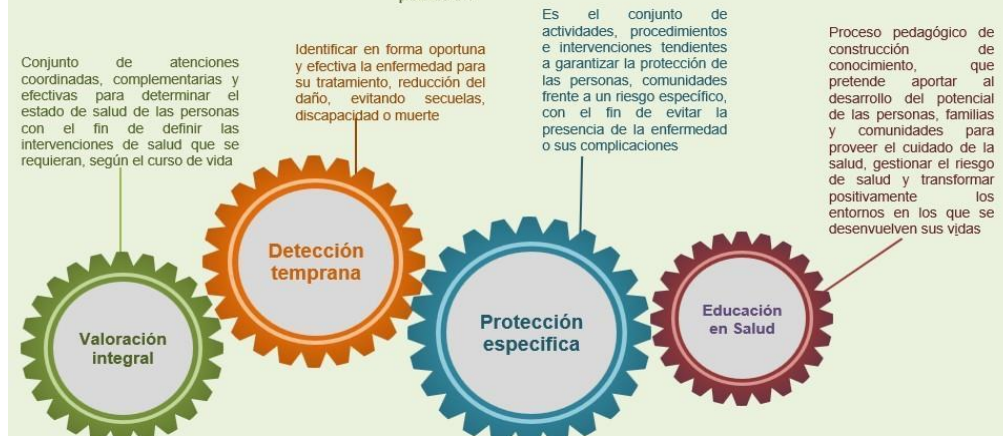 Conjunto de atenciones
coordinadas, complementarias y
efectivas para determinar el
estado de salud de las personas
con el fin de definir las
intervenciones de salud que se
requieran, según el curso de vida
Identificar en forma oportuna
y efectiva la enfermedad para
su tratamiento, reducción del
daño, evitando secuelas,
discapacidad o muerte
Es el conjunto de
actividades, procedimientos
e intervenciones tendientes
a garantizar la protección de
las personas, comunidades
frente a un riesgo específico,
con el fin de evitar la
presencia de la enfermedad
o sus complicaciones
Proceso pedagógico de
construcción de
conocimiento, que
pretende aportar al
desarrollo del potencial
de las personas, familias
y comunidades para
proveer el cuidado de la
salud, gestionar el riesgo
de salud y transformar
positivamente los
entornos en los que se
desenvuelven sus vidas
Valoración
integral
Detección
temprana
Protección
especifica
Educación
en Salud